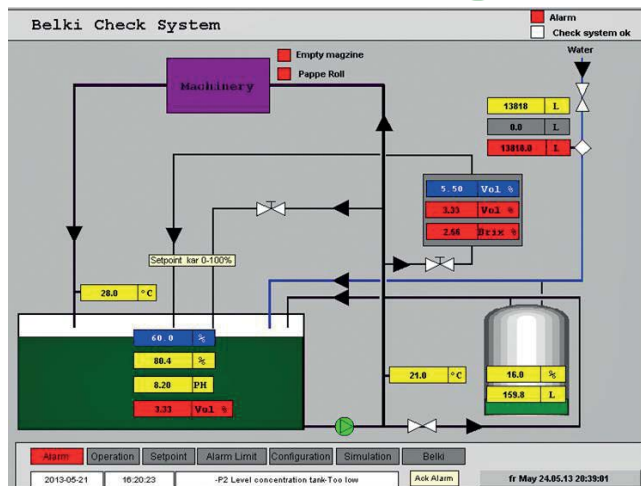 Belki Check System
Alarm
Check system ok
Water
Empty magzine
Pappe Roll
Machinery
13818 L
0.0 L
13818.0 L
5.50 Vol %
3.33 Vol %
2.66 Brix %
Setpoint kar 0-100%
28.0 °C
60.0 %
80.4 %
8.20 PH
3.33 Vol %
21.0 °C
16.0 %
159.8 L
Alarm Operation Setpoint Alarm Limit Configuration Simulation Belki
2013-05-21 16:20:23 -P2 Level concentration tank-Too low Ack Alarm fr May 24.05.13 20:39:01